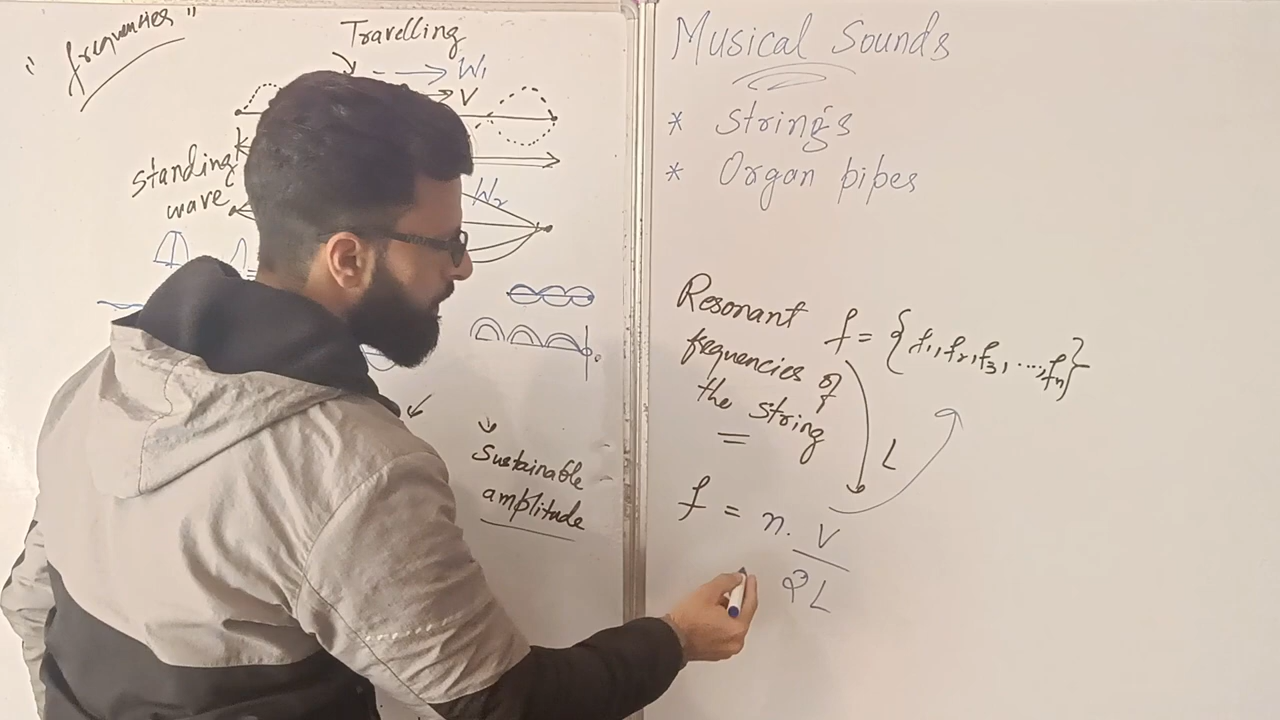 "frequencies"
Travelling
W1
V
Standing
wave
W2
Sustainable
amplitude
Musical Sounds
* Strings
* Organ pipes
Resonant
frequencies of
the string
=
f = {f1, f2, f3, ...., fn}
L
f = n. V
2L